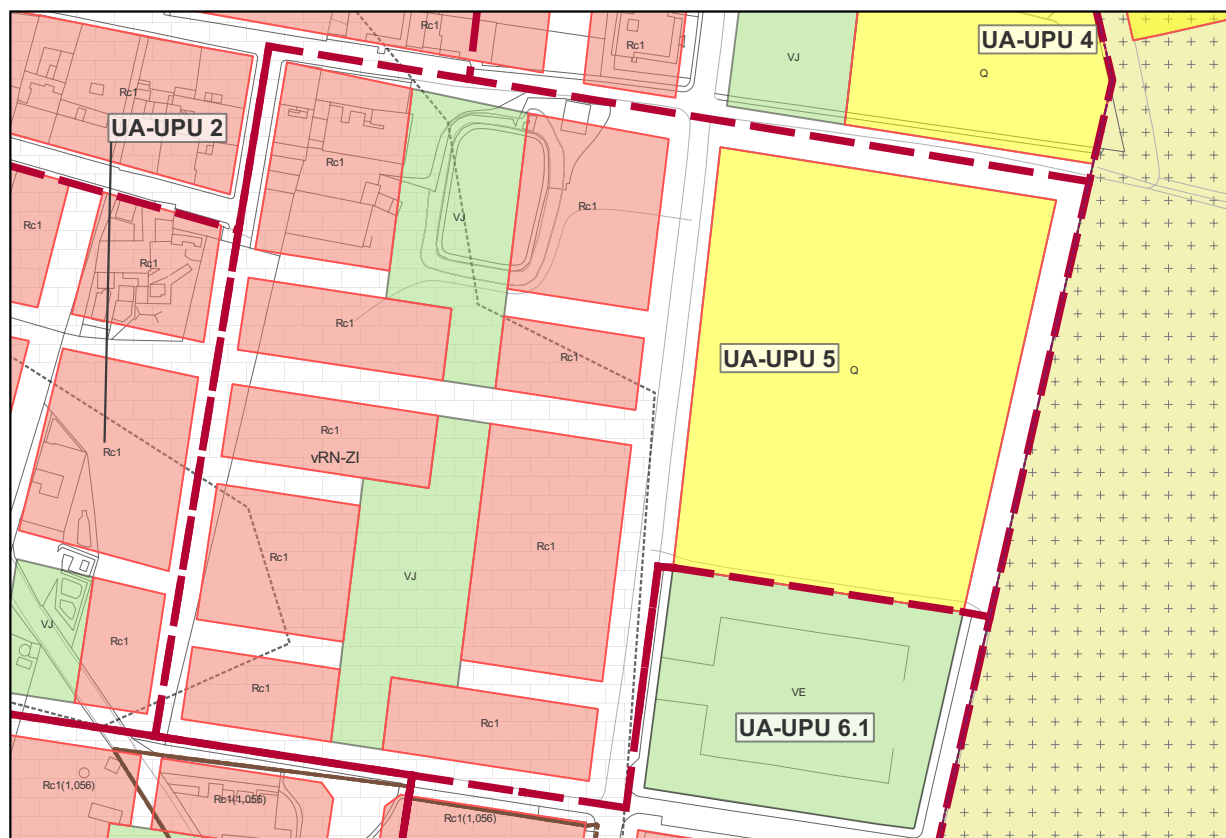 Rc1
Rc1
UA-UPU 4
VJ
Q
Rc1
UA-UPU 2
Rc1
VJ
Rc1
Rc1
Rc1
Rc1
Rc1
UA-UPU 5
Q
Rc1
vRN-ZI
Rc1
Rc1
Rc1
VJ
VJ
Rc1
Rc1
VE
Rc1
UA-UPU 6.1
Rc1(1,056)
Rc1(1,056)
Rc1(1,056)